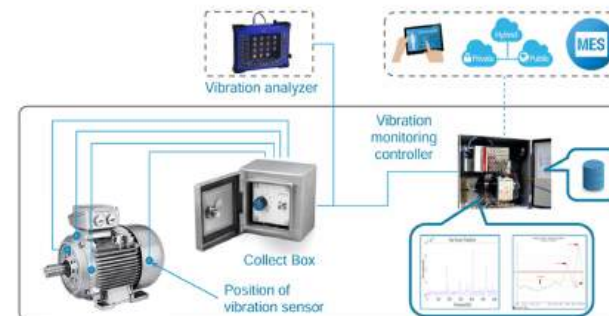 Vibration analyzer
Hybrid
Private
Public
MES
Vibration
monitoring
controller
Collect Box
Position of
vibration sensor